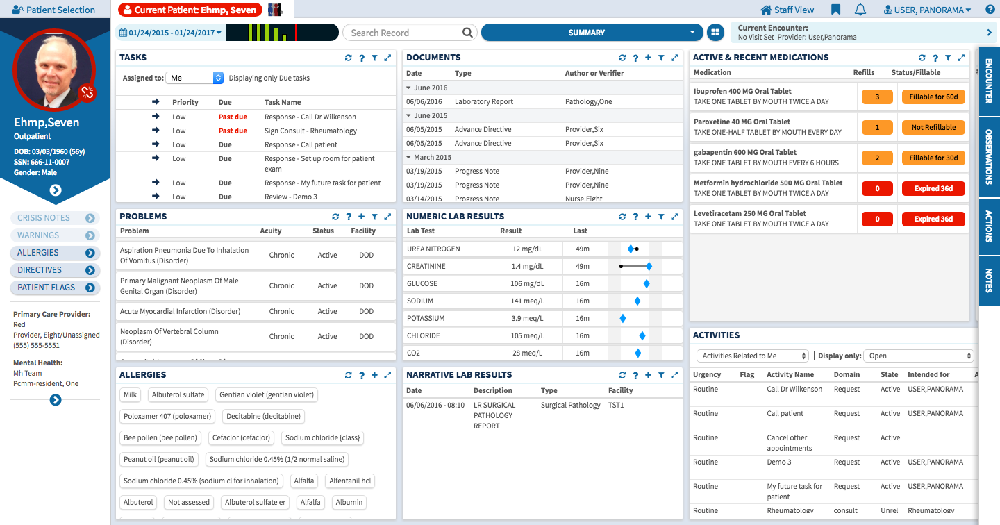 Patient Selection
Current Patient: Ehmp, Seven
Staff View
USER, PANORAMA
01/24/2015 - 01/24/2017
Search Record
SUMMARY
Current Encounter:
No Visit Set Provider: User,Panorama
Ehmp,Seven
Outpatient
DOB: 03/03/1960 (56y)
SSN: 666-11-0007
Gender: Male
CRISIS NOTES
WARNINGS
ALLERGIES
DIRECTIVES
PATIENT FLAGS
Primary Care Provider:
Red
Provider, Eight/Unassigned
(555) 555-5551
Mental Health:
Mh Team
Pcmm-resident, One
TASKS
Assigned to: Me Displaying only Due tasks
Priority Due Task Name
Low Past due Response - Call Dr Wilkenson
Low Past due Sign Consult - Rheumatology
Low Due Response - Call patient
Low Due Response - Set up room for patient
exam
Low Due Response - My future task for patient
Low Due Review - Demo 3
DOCUMENTS
Date Type Author or Verifier
June 2016
06/06/2016 Laboratory Report Pathology,One
June 2015
06/05/2015 Advance Directive Provider,Six
06/05/2015 Advance Directive Provider,Six
March 2015
03/19/2015 Progress Note Provider,Nine
03/19/2015 Progress Note Provider,Nine
03/14/2015 Progress Note Nurse,Eight
ACTIVE & RECENT MEDICATIONS
Medication Refills Status/Fillable
Ibuprofen 400 MG Oral Tablet
TAKE ONE TABLET BY MOUTH TWICE A DAY
3 Fillable for 60d
Paroxetine 40 MG Oral Tablet
TAKE ONE-HALF TABLET BY MOUTH EVERY DAY
1 Not Refillable
gabapentin 600 MG Oral Tablet
TAKE ONE TABLET BY MOUTH EVERY 6 HOURS
2 Fillable for 30d
Metformin hydrochloride 500 MG Oral Tablet
TAKE ONE TABLET BY MOUTH TWICE A DAY
0 Expired 36d
Levetiracetam 250 MG Oral Tablet
TAKE ONE TABLET BY MOUTH TWICE A DAY
0 Expired 36d
PROBLEMS
Problem Acuity Status Facility
Aspiration Pneumonia Due To Inhalation
Of Vomitus (Disorder)
Chronic Active DOD
Primary Malignant Neoplasm Of Male
Genital Organ (Disorder)
Chronic Active DOD
Acute Myocardial Infarction (Disorder) Chronic Active DOD
Neoplasm Of Vertebral Column
(Disorder)
Chronic Active DOD
NUMERIC LAB RESULTS
Lab Test Result Last
UREA NITROGEN 12 mg/dL 49m
CREATININE 1.4 mg/dL 49m
GLUCOSE 106 mg/dL 16m
SODIUM 141 meq/L 16m
POTASSIUM 3.9 meq/L 16m
CHLORIDE 105 meq/L 16m
CO2 28 meq/L 16m
ALLERGIES
Milk Albuterol sulfate Gentian violet (gentian violet)
Poloxamer 407 (poloxamer) Decitabine (decitabine)
Bee pollen (bee pollen) Cefaclor (cefaclor) Sodium chloride {class}
Peanut oil (peanut oil) Sodium chloride 0.45% (1/2 normal saline)
Sodium chloride 0.45% (sodium cl for inhalation) Alfalfa Alfentanil hcl
Albuterol Not assessed Albuterol sulfate er Alfalfa Albumin
NARRATIVE LAB RESULTS
Date Description Type Facility
06/06/2016 - 08:10 LR SURGICAL Surgical Pathology TST1
PATHOLOGY
REPORT
ACTIVITIES
Activities Related to Me Display only: Open
Urgency Flag Activity Name Domain State Intended for A
Routine Call Dr Wilkenson Request Active USER,PANORAMA
Routine Call patient Request Active USER,PANORAMA
Routine Cancel other Request Active
appointments
Routine Demo 3 Request Active USER,PANORAMA
Routine My future task for Request Active USER,PANORAMA
patient
Routine Rheumatology consult Unrel Rheumatology
ENCOUNTER
OBSERVATIONS
ACTIONS
NOTES